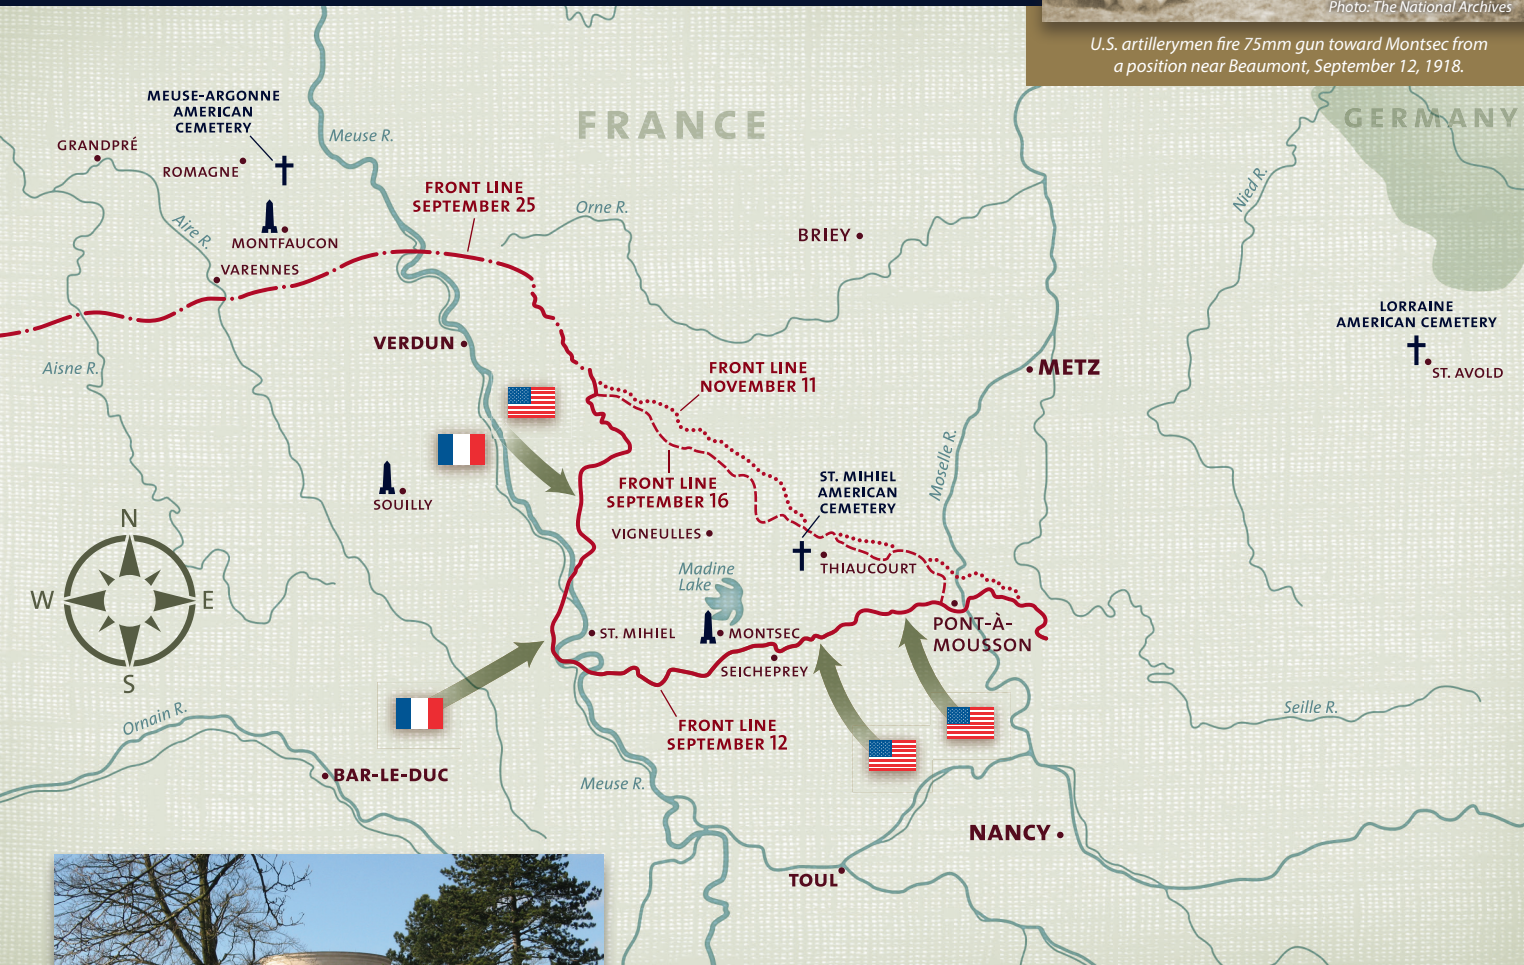 Photo: The National Archives
U.S. artillerymen fire 75mm gun toward Montsec from
a position near Beaumont, September 12, 1918.
FRANCE
GERMANY
MEUSE-ARGONNE
AMERICAN
CEMETERY
Meuse R.
GRANDPRÉ
ROMAGNE
FRONT LINE
SEPTEMBER 25
Orne R.
Nied R.
Aire R.
MONTFAUCON
BRIEY
VARENNES
LORRAINE
AMERICAN CEMETERY
VERDUN
Aisne R.
FRONT LINE
NOVEMBER 11
METZ
ST. AVOLD
Moselle R.
FRONT LINE
SEPTEMBER 16
ST. MIHIEL
AMERICAN
CEMETERY
SOUILLY
N
W
E
S
VIGNEULLES
Madine
Lake
THIAUCOURT
ST. MIHIEL
MONTSEC
PONT-À-
MOUSSON
SEICHEPREY
Ornain R.
FRONT LINE
SEPTEMBER 12
Seille R.
BAR-LE-DUC
Meuse R.
NANCY
TOUL